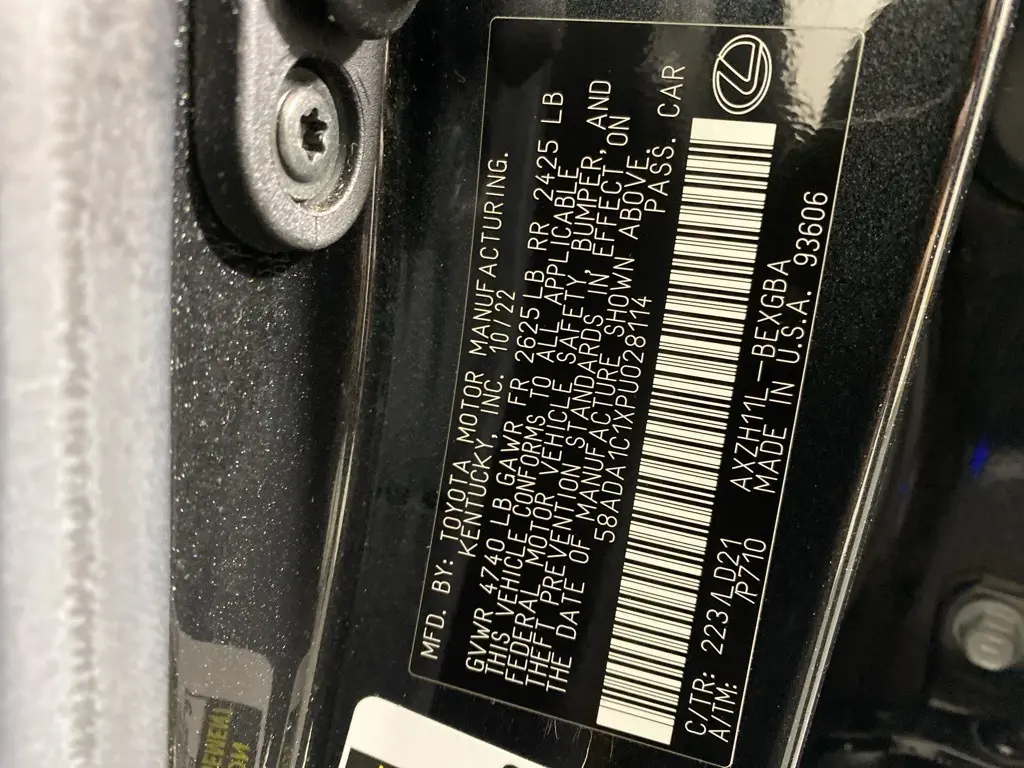 MFD. BY: TOYOTA MOTOR MANUFACTURING.
KENTUCKY, INC. 10/22
GVWR 4740 LB GAWR FR 2625 LB RR 2425 LB
THIS VEHICLE CONFORMS TO ALL APPLICABLE
FEDERAL MOTOR VEHICLE SAFETY, BUMPER, AND
THEFT PREVENTION STANDARDS IN EFFECT ON
THE DATE OF MANUFACTURE SHOWN ABOVE
58ADA1C1XPU028114 PASS. CAR
C/TR: 223/LD21 AXZH11L-BEXGBA
A/TM: /P710 MADE IN U.S.A. 93606